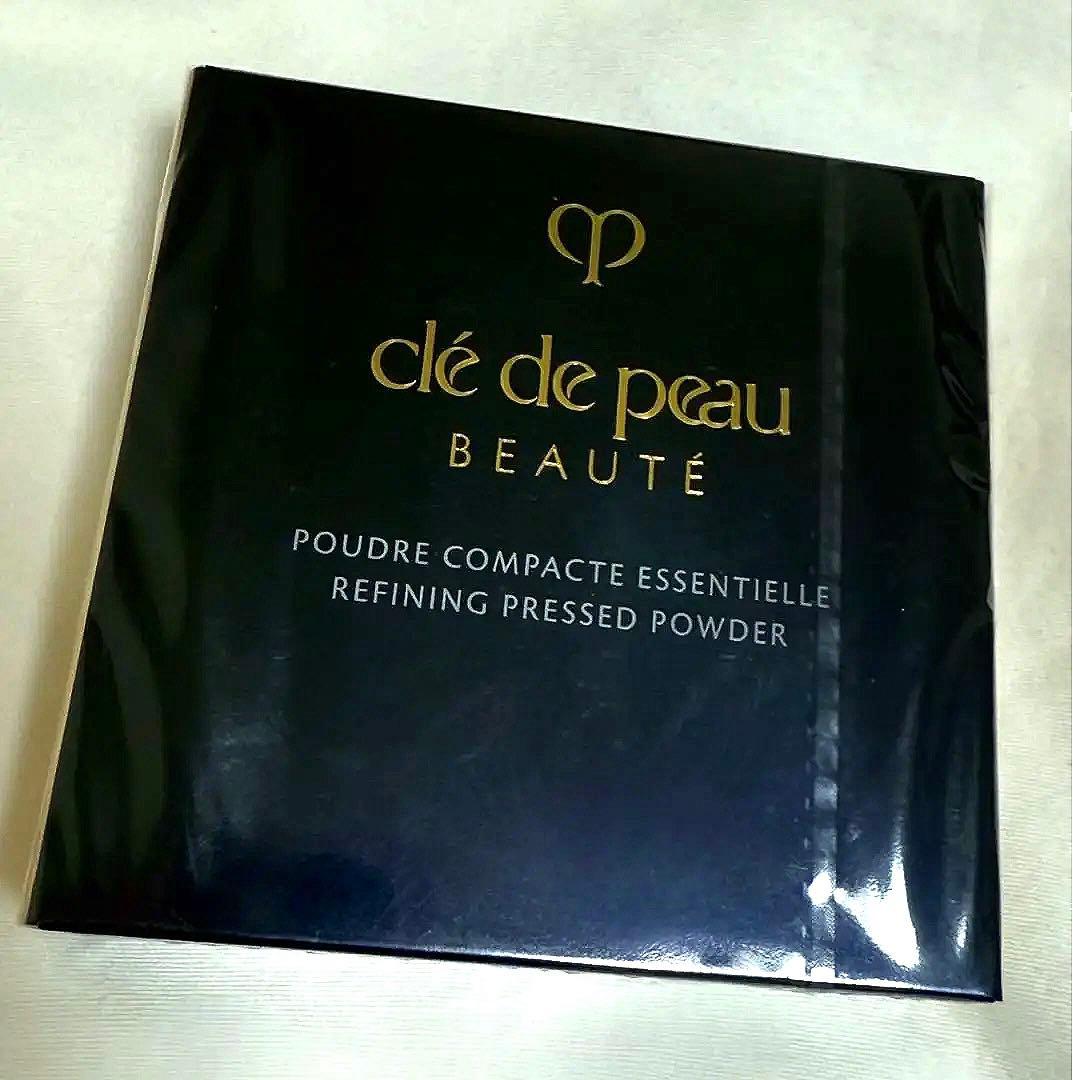 clé de peau
BEAUTÉ
POUDRE COMPACTE ESSENTIELLE
REFINING PRESSED POWDER